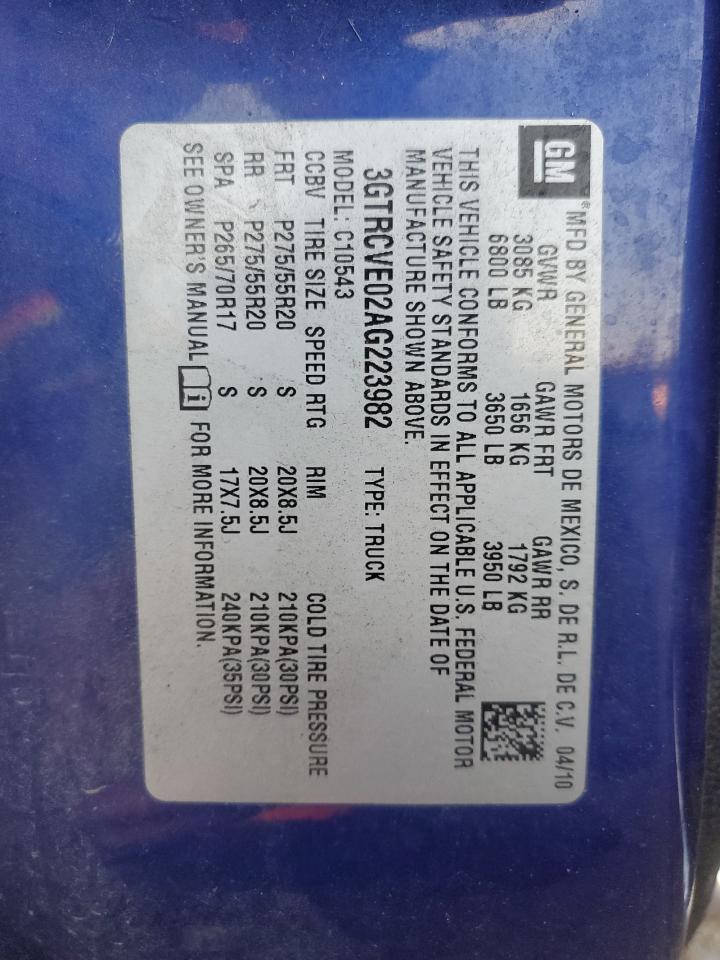 GM ® MFD BY GENERAL MOTORS DE MEXICO, S. DE R.L. DE C.V. 04/10
GVWR GAWR FRT GAWR RR
3085 KG 1656 KG 1792 KG
6800 LB 3650 LB 3950 LB
THIS VEHICLE CONFORMS TO ALL APPLICABLE U.S. FEDERAL MOTOR
VEHICLE SAFETY STANDARDS IN EFFECT ON THE DATE OF
MANUFACTURE SHOWN ABOVE.
3GTRCVE02AG223982 TYPE: TRUCK
MODEL: C10543
CCBV TIRE SIZE SPEED RTG RIM COLD TIRE PRESSURE
FRT P275/55R20 S 20X8.5J 210KPA(30PSI)
RR P275/55R20 S 20X8.5J 210KPA(30PSI)
SPA P265/70R17 S 17X7.5J 240KPA(35PSI)
SEE OWNER'S MANUAL i FOR MORE INFORMATION.